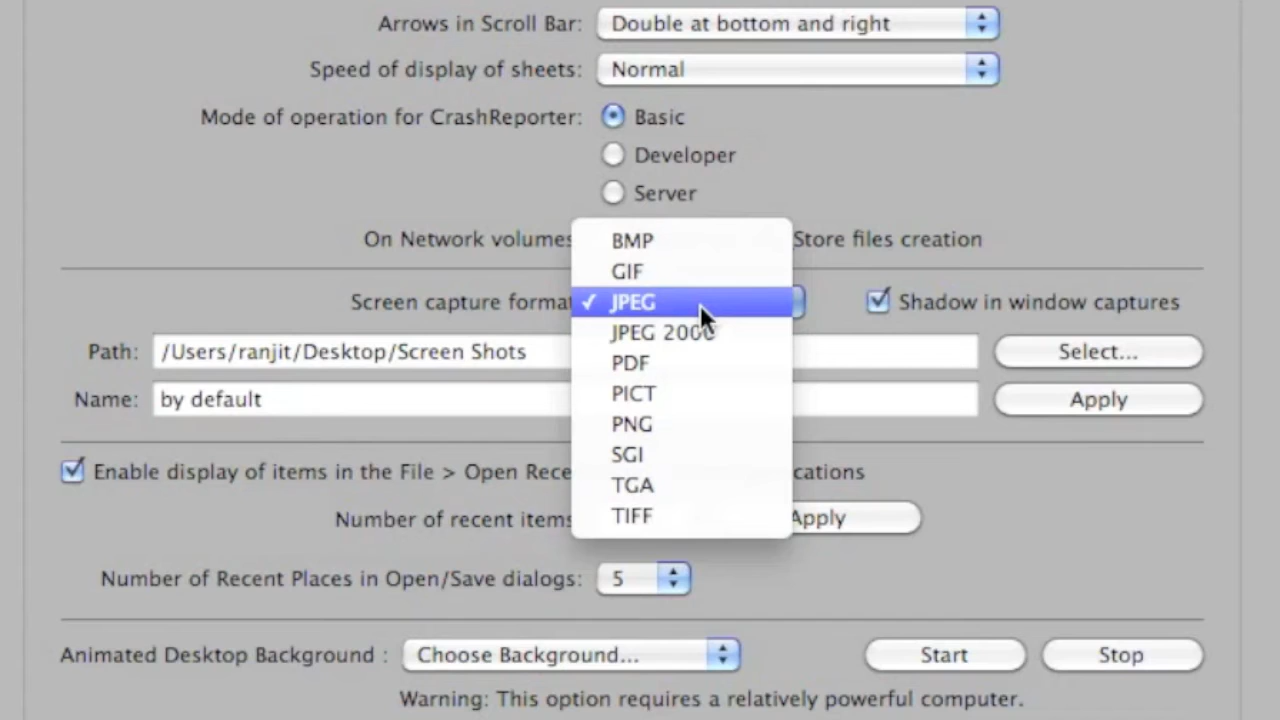 Arrows in Scroll Bar: Double at bottom and right
Speed of display of sheets: Normal
Mode of operation for CrashReporter: Basic
Developer
Server
On Network volumes Store files creation
BMP
GIF
Screen capture format JPEG Shadow in window captures
JPEG 2000
Path: /Users/ranjit/Desktop/Screen Shots Select...
PDF
PICT
Name: by default Apply
PNG
SGI
Enable display of items in the File > Open Rece cations
TGA
Number of recent items TIFF Apply
Number of Recent Places in Open/Save dialogs: 5
Animated Desktop Background : Choose Background... Start Stop
Warning: This option requires a relatively powerful computer.